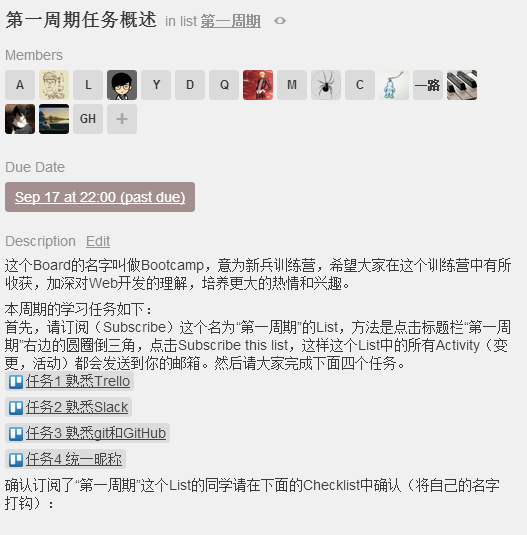 第一周期任务概述 in list 第一周期
Members
A L Y D Q M C 一路
GH +
Due Date
Sep 17 at 22:00 (past due)
Description Edit
这个Board的名字叫做Bootcamp，意为新兵训练营，希望大家在这个训练营中有所
收获，加深对Web开发的理解，培养更大的热情和兴趣。
本周期的学习任务如下：
首先，请订阅（Subscribe）这个名为“第一周期”的List，方法是点击标题栏“第一周
期”右边的圆圈倒三角，点击Subscribe this list，这样这个List中的所有Activity（变
更，活动）都会发送到你的邮箱。然后请大家完成下面四个任务。
任务1 熟悉Trello
任务2 熟悉Slack
任务3 熟悉git和GitHub
任务4 统一昵称
确认订阅了“第一周期”这个List的同学请在下面的Checklist中确认（将自己的名字
打钩）：